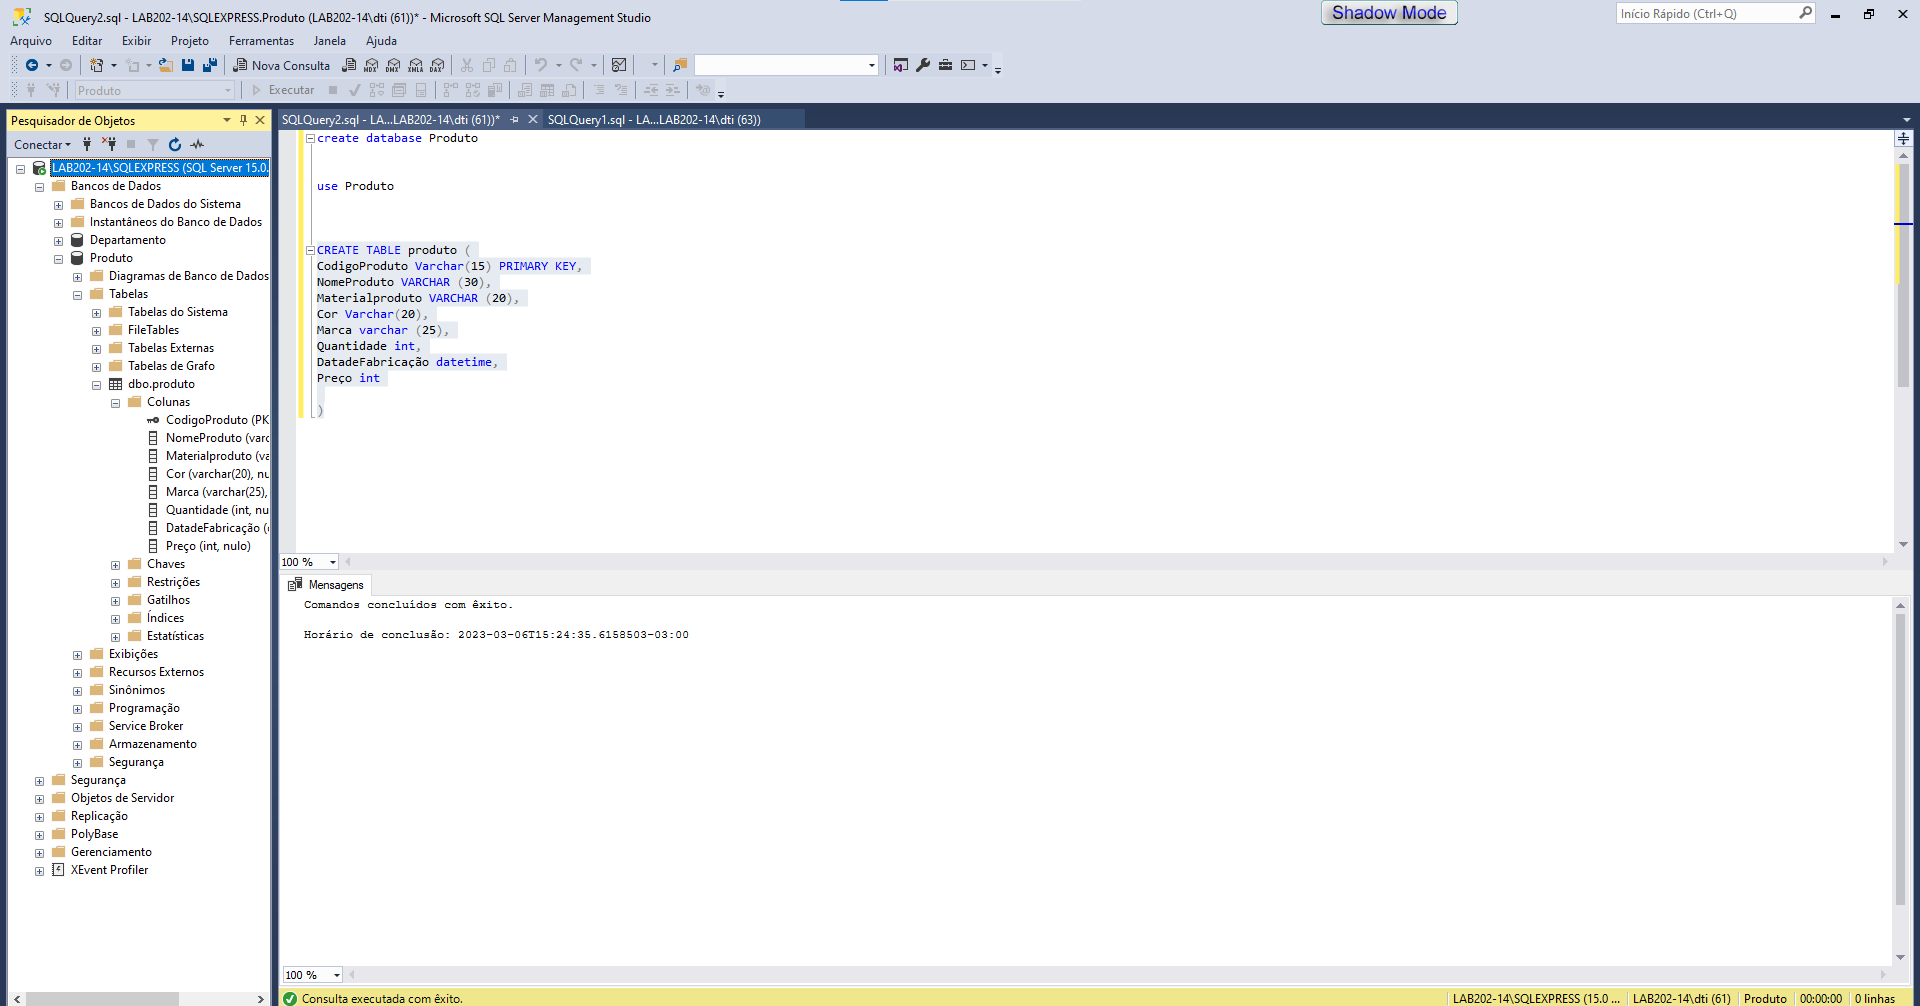 SQLQuery2.sql - LAB202-14\SQLEXPRESS.Produto (LAB202-14\dti (61))* - Microsoft SQL Server Management Studio
Shadow Mode
Início Rápido (Ctrl+Q)
Arquivo Editar Exibir Projeto Ferramentas Janela Ajuda
Nova Consulta MDX DMX XMLA DAX
Produto Executar
Pesquisador de Objetos
Conectar
LAB202-14\SQLEXPRESS (SQL Server 15.0.
Bancos de Dados
Bancos de Dados do Sistema
Instantâneos do Banco de Dados
Departamento
Produto
Diagramas de Banco de Dados
Tabelas
Tabelas do Sistema
FileTables
Tabelas Externas
Tabelas de Grafo
dbo.produto
Colunas
CodigoProduto (PK
NomeProduto (varc
Materialproduto (va
Cor (varchar(20), nu
Marca (varchar(25),
Quantidade (int, nu
DatadeFabricação (
Preço (int, nulo)
Chaves
Restrições
Gatilhos
Índices
Estatísticas
Exibições
Recursos Externos
Sinônimos
Programação
Service Broker
Armazenamento
Segurança
Segurança
Objetos de Servidor
Replicação
PolyBase
Gerenciamento
XEvent Profiler
SQLQuery2.sql - LA...LAB202-14\dti (61))* SQLQuery1.sql - LA...LAB202-14\dti (63))
create database Produto
use Produto
CREATE TABLE produto (
CodigoProduto Varchar(15) PRIMARY KEY,
NomeProduto VARCHAR (30),
Materialproduto VARCHAR (20),
Cor Varchar(20),
Marca varchar (25),
Quantidade int,
DatadeFabricação datetime,
Preço int
)
100 %
Mensagens
Comandos concluídos com êxito.
Horário de conclusão: 2023-03-06T15:24:35.6158503-03:00
100 %
Consulta executada com êxito. LAB202-14\SQLEXPRESS (15.0 ... LAB202-14\dti (61) Produto 00:00:00 0 linhas